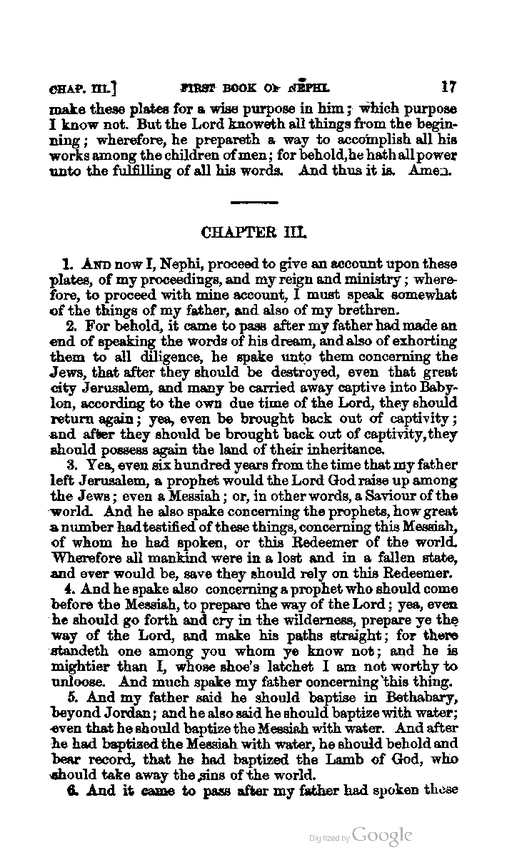 CHAP. III.] FIRST BOOK OF NEPHI. 17
make these plates for a wise purpose in him; which purpose
I know not. But the Lord knoweth all things from the begin-
ning; wherefore, he prepareth a way to accomplish all his
works among the children of men; for behold, he hath all power
unto the fulfilling of all his words. And thus it is. Amen.
CHAPTER III.
1. AND now I, Nephi, proceed to give an account upon these
plates, of my proceedings, and my reign and ministry; where-
fore, to proceed with mine account, I must speak somewhat
of the things of my father, and also of my brethren.
2. For behold, it came to pass after my father had made an
end of speaking the words of his dream, and also of exhorting
them to all diligence, he spake unto them concerning the
Jews, that after they should be destroyed, even that great
city Jerusalem, and many be carried away captive into Baby-
lon, according to the own due time of the Lord, they should
return again; yea, even be brought back out of captivity;
and after they should be brought back out of captivity, they
should possess again the land of their inheritance.
3. Yea, even six hundred years from the time that my father
left Jerusalem, a prophet would the Lord God raise up among
the Jews; even a Messiah; or, in other words, a Saviour of the
world. And he also spake concerning the prophets, how great
a number had testified of these things, concerning this Messiah,
of whom he had spoken, or this Redeemer of the world.
Wherefore all mankind were in a lost and in a fallen state,
and ever would be, save they should rely on this Redeemer.
4. And he spake also concerning a prophet who should come
before the Messiah, to prepare the way of the Lord; yea, even
he should go forth and cry in the wilderness, prepare ye the
way of the Lord, and make his paths straight; for there
standeth one among you whom ye know not; and he is
mightier than I, whose shoe's latchet I am not worthy to
unloose. And much spake my father concerning this thing.
5. And my father said he should baptise in Bethabary,
beyond Jordan; and he also said he should baptize with water;
even that he should baptize the Messiah with water. And after
he had baptized the Messiah with water, he should behold and
bear record, that he had baptized the Lamb of God, who
should take away the sins of the world.
6. And it came to pass after my father had spoken these
Digitized by Google